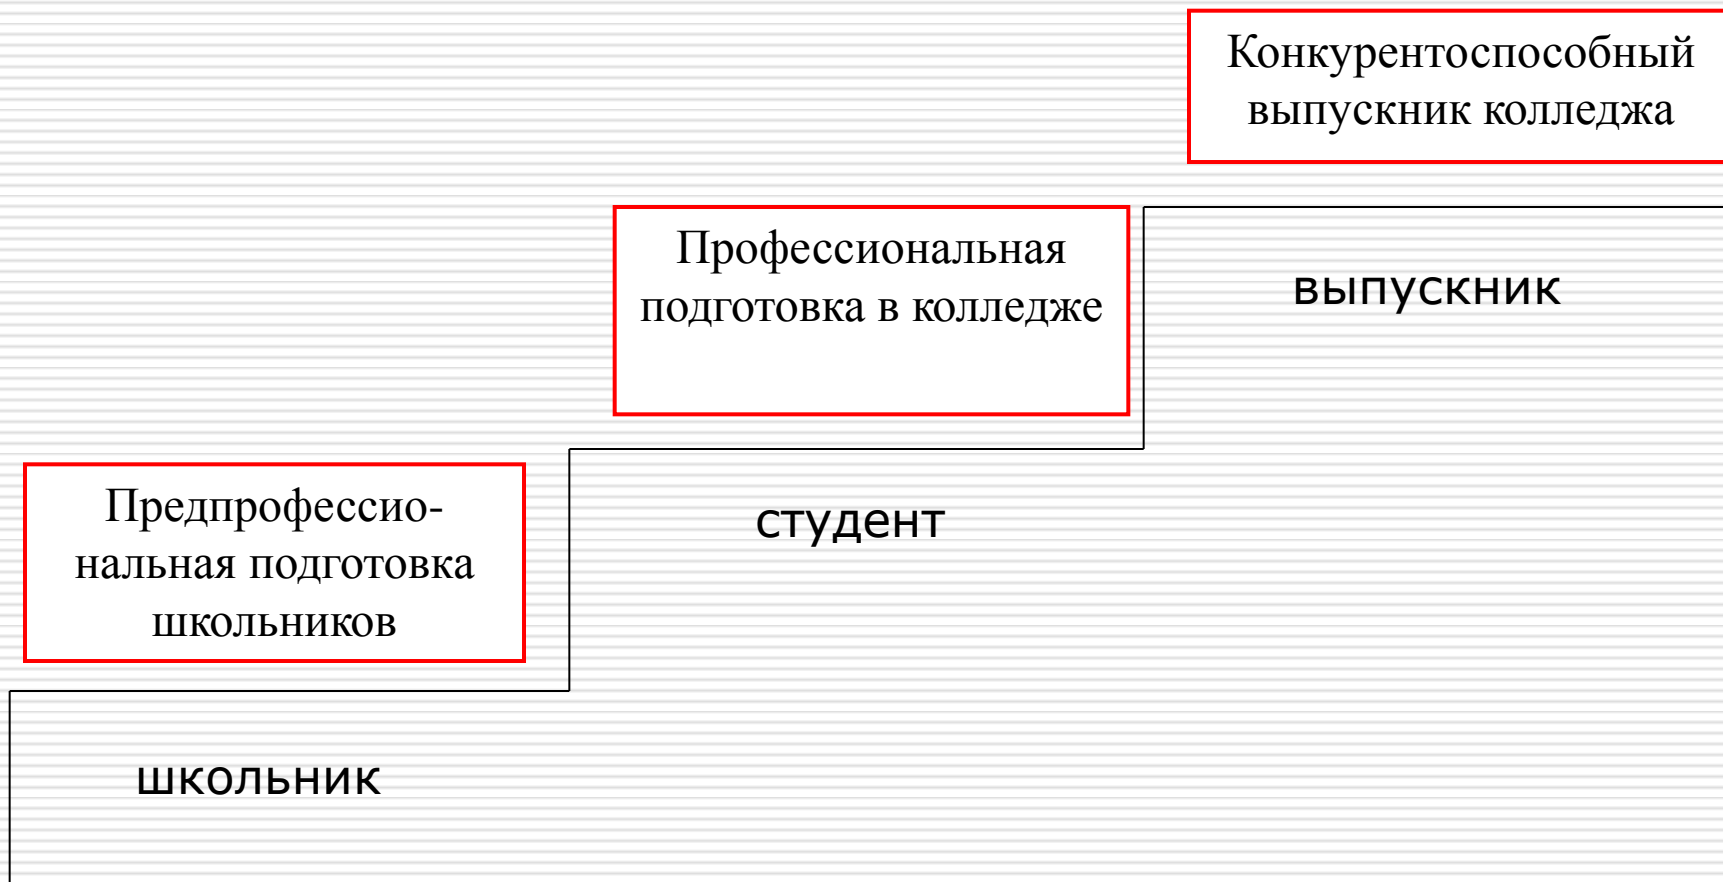 Конкурентоспособный
выпускник колледжа
Профессиональная
подготовка в колледже
выпускник
Предпрофессио-
нальная подготовка
школьников
студент
школьник